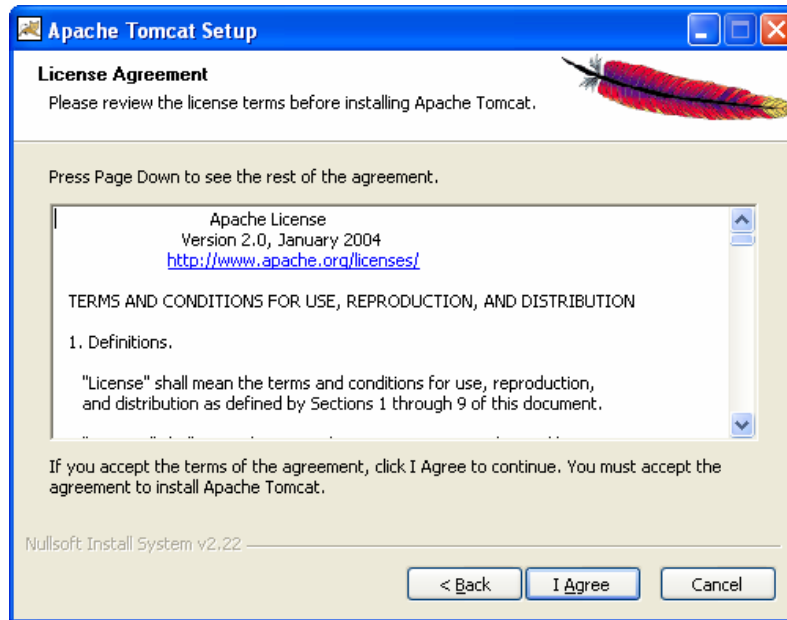 Apache Tomcat Setup
License Agreement
Please review the license terms before installing Apache Tomcat.
Press Page Down to see the rest of the agreement.
Apache License
Version 2.0, January 2004
http://www.apache.org/licenses/
TERMS AND CONDITIONS FOR USE, REPRODUCTION, AND DISTRIBUTION
1. Definitions.
"License" shall mean the terms and conditions for use, reproduction,
and distribution as defined by Sections 1 through 9 of this document.
If you accept the terms of the agreement, click I Agree to continue. You must accept the
agreement to install Apache Tomcat.
Nullsoft Install System v2.22
< Back
I Agree
Cancel